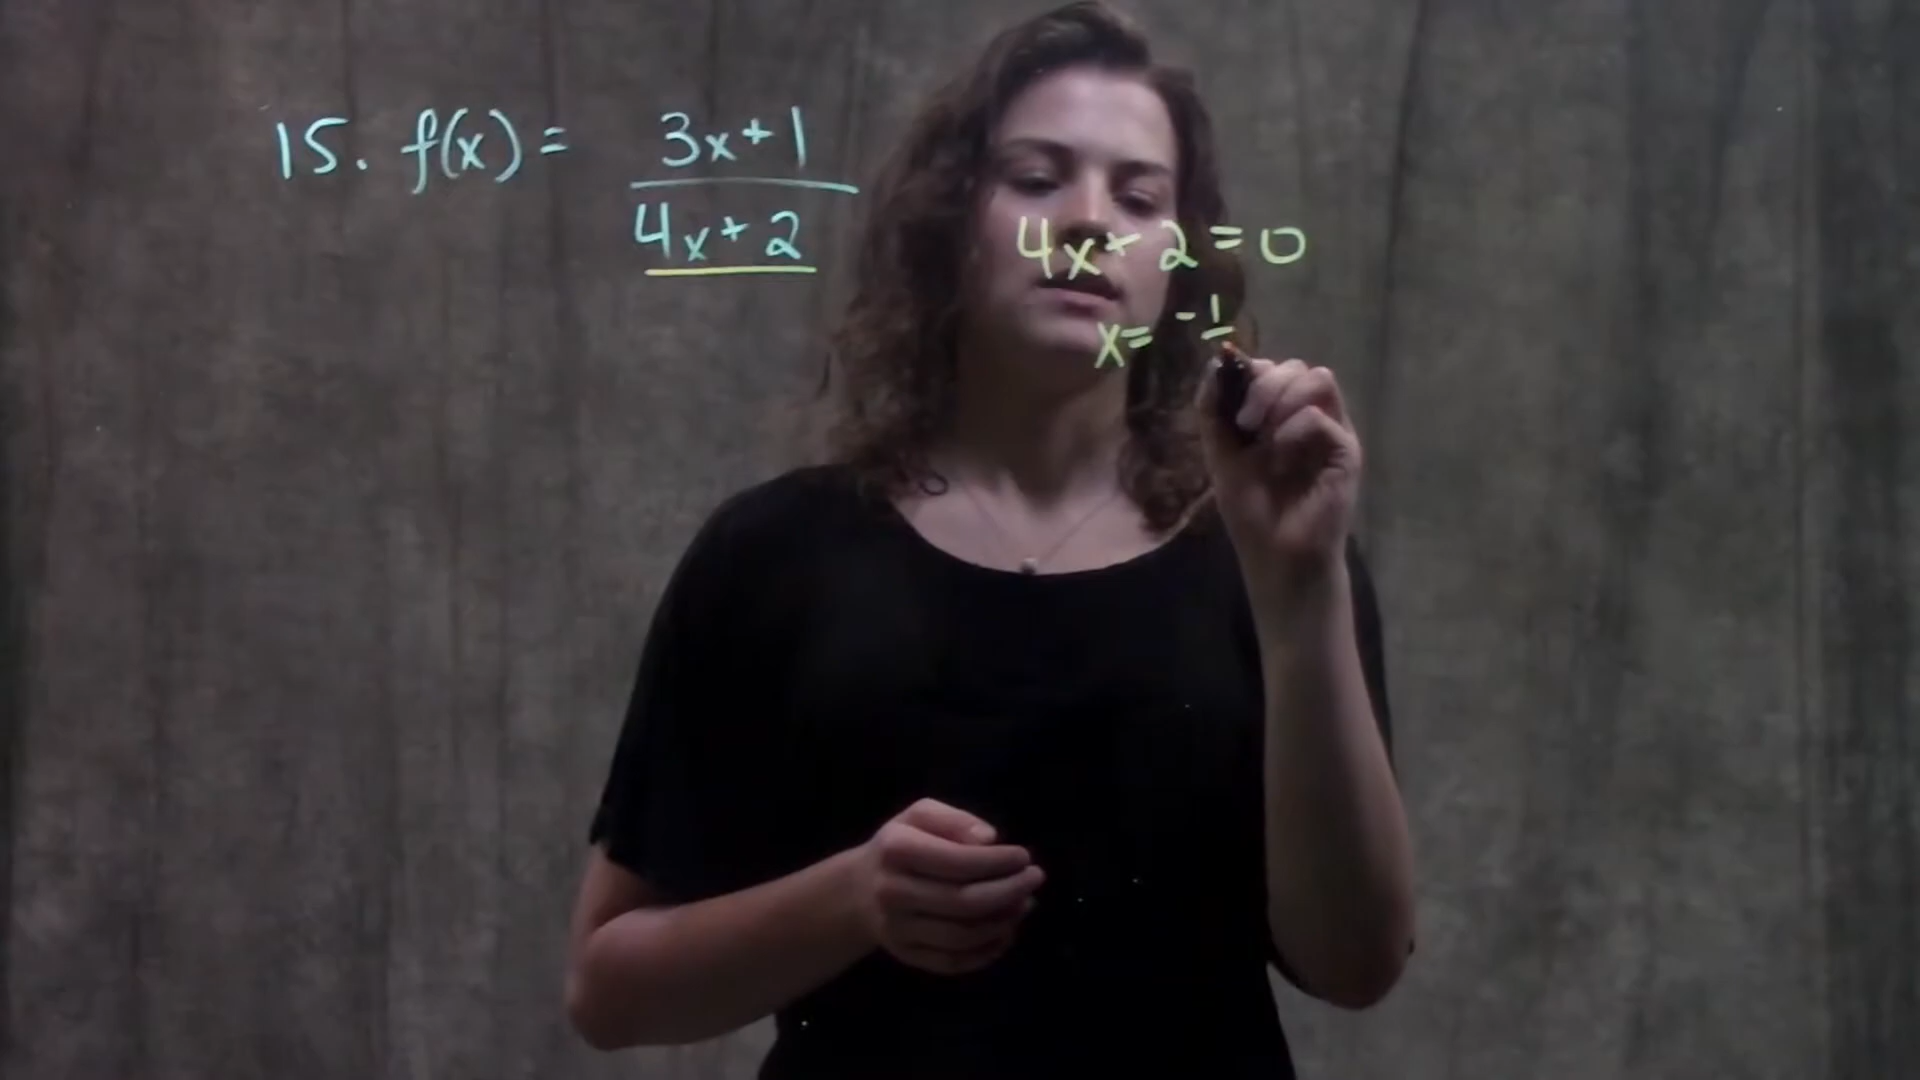 15. f(x) = 3x+1
4x+2
4x+2=0
x= -1